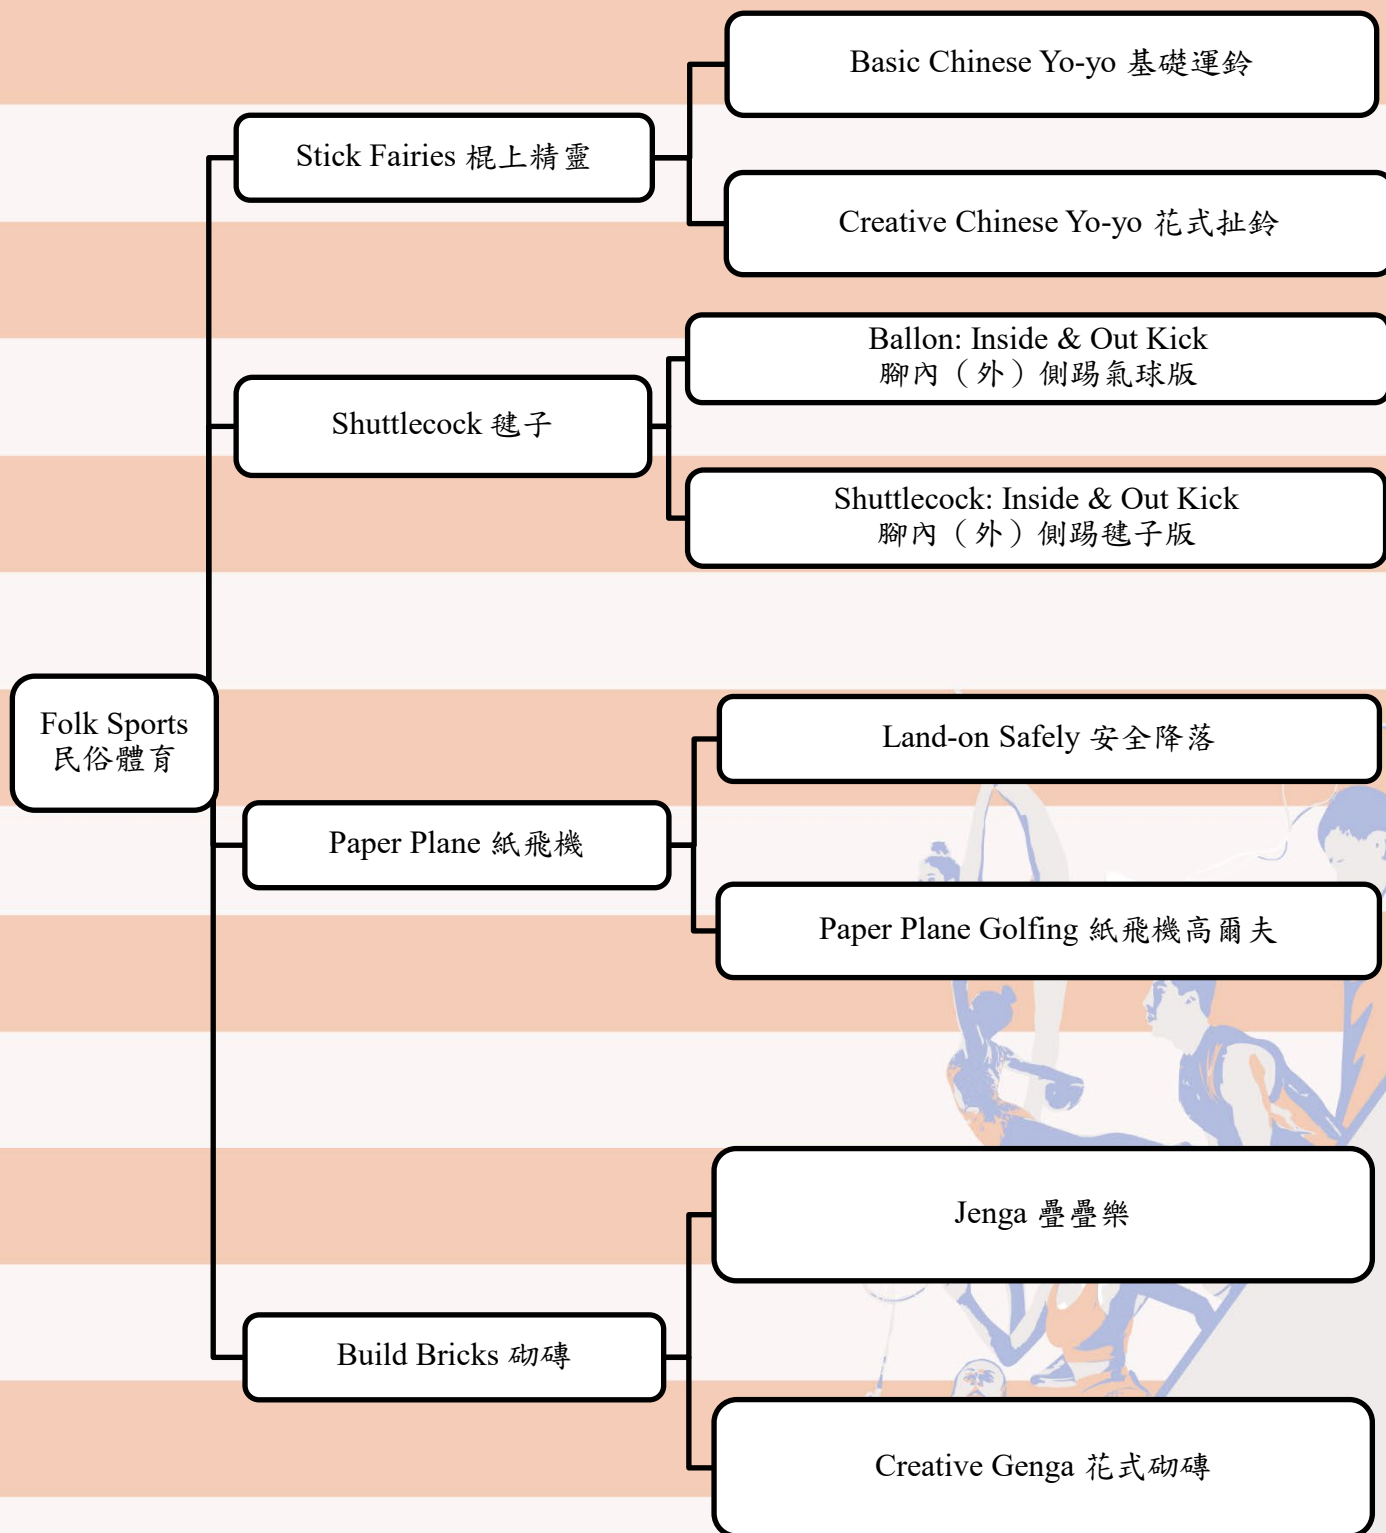 Folk Sports
民俗體育
Stick Fairies 棍上精靈
Basic Chinese Yo-yo 基礎運鈴
Creative Chinese Yo-yo 花式扯鈴
Shuttlecock 毽子
Ballon: Inside & Out Kick
腳內（外）側踢氣球版
Shuttlecock: Inside & Out Kick
腳內（外）側踢毽子版
Paper Plane 紙飛機
Land-on Safely 安全降落
Paper Plane Golfing 紙飛機高爾夫
Build Bricks 砌磚
Jenga 疊疊樂
Creative Genga 花式砌磚